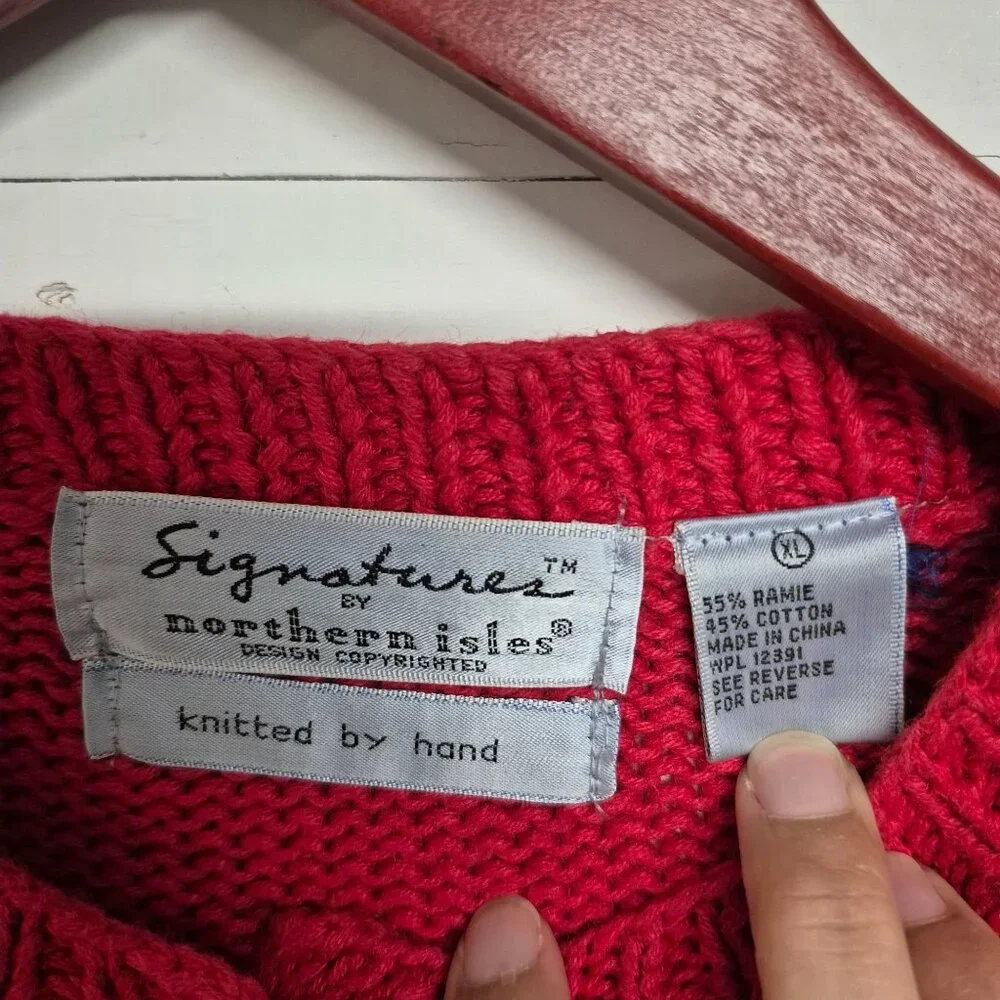 Signatures™
BY
northern isles®
DESIGN COPYRIGHTED
knitted by hand
XL
55% RAMIE
45% COTTON
MADE IN CHINA
WPL 12391
SEE REVERSE
FOR CARE